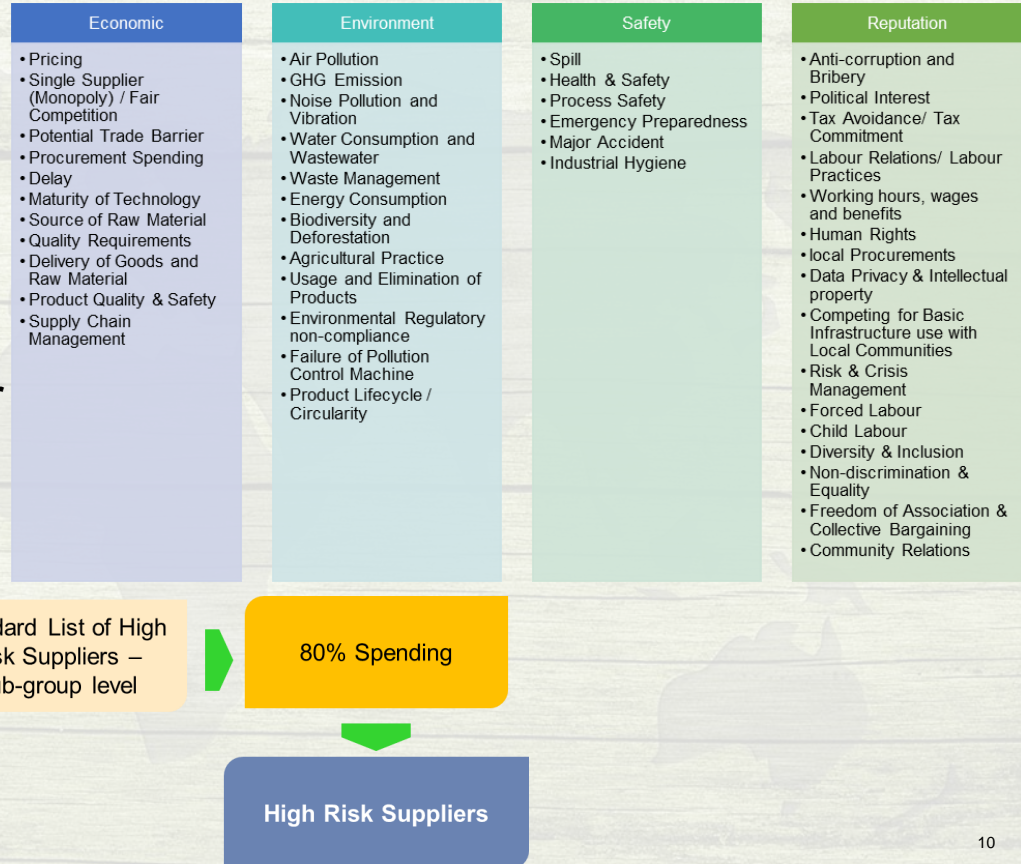 Economic
• Pricing
• Single Supplier
(Monopoly) / Fair
Competition
• Potential Trade Barrier
• Procurement Spending
• Delay
• Maturity of Technology
• Source of Raw Material
• Quality Requirements
• Delivery of Goods and
Raw Material
• Product Quality & Safety
• Supply Chain
Management
Environment
• Air Pollution
• GHG Emission
• Noise Pollution and
Vibration
• Water Consumption and
Wastewater
• Waste Management
• Energy Consumption
• Biodiversity and
Deforestation
• Agricultural Practice
• Usage and Elimination of
Products
• Environmental Regulatory
non-compliance
• Failure of Pollution
Control Machine
• Product Lifecycle /
Circularity
Safety
• Spill
• Health & Safety
• Process Safety
• Emergency Preparedness
• Major Accident
• Industrial Hygiene
Reputation
• Anti-corruption and
Bribery
• Political Interest
• Tax Avoidance/ Tax
Commitment
• Labour Relations/ Labour
Practices
• Working hours, wages
and benefits
• Human Rights
• local Procurements
• Data Privacy & Intellectual
property
• Competing for Basic
Infrastructure use with
Local Communities
• Risk & Crisis
Management
• Forced Labour
• Child Labour
• Diversity & Inclusion
• Non-discrimination &
Equality
• Freedom of Association &
Collective Bargaining
• Community Relations
List of High
Suppliers –
level
80% Spending
High Risk Suppliers
10